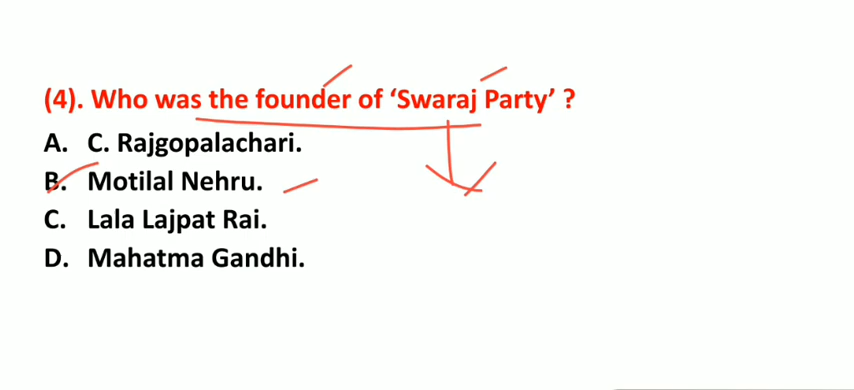 (4). Who was the founder of ‘Swaraj Party’ ?
A. C. Rajgopalachari.
B. Motilal Nehru.
C. Lala Lajpat Rai.
D. Mahatma Gandhi.